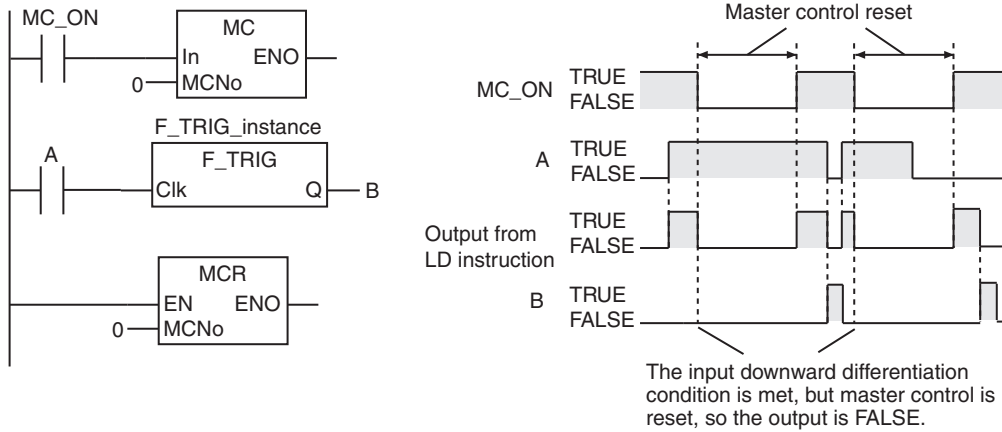 MC_ON
MC
In ENO
0 MCNo
F_TRIG_instance
A
F_TRIG
Clk Q B
MCR
EN ENO
0 MCNo
Master control reset
MC_ON TRUE
FALSE
A TRUE
FALSE
Output from
LD instruction
TRUE
FALSE
B TRUE
FALSE
The input downward differentiation
condition is met, but master control is
reset, so the output is FALSE.